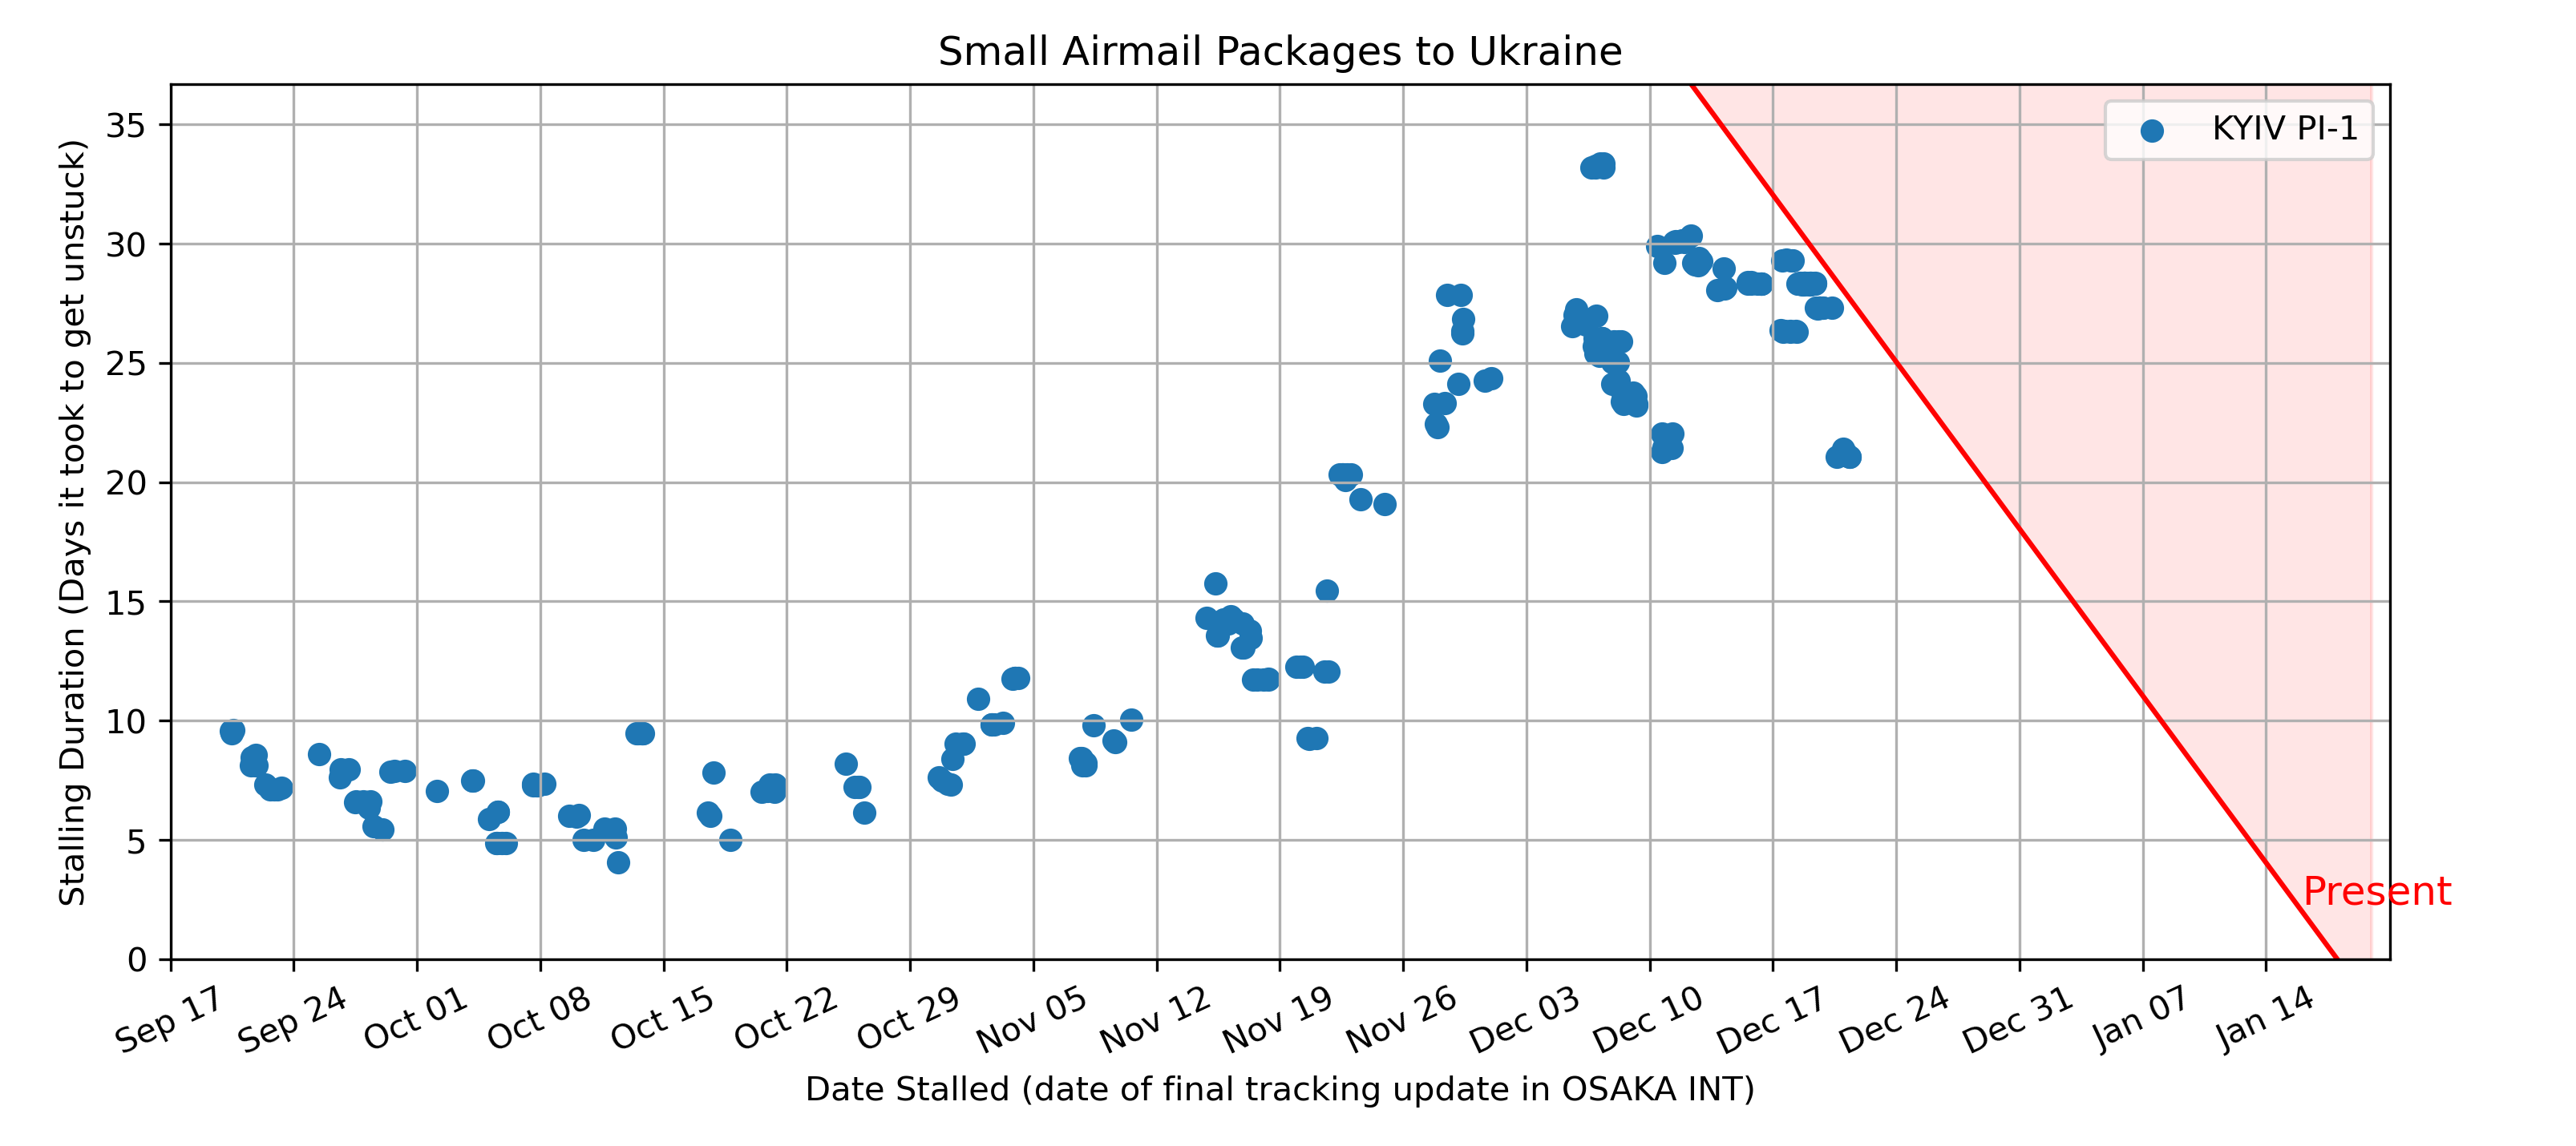 Small Airmail Packages to Ukraine
KYIV PI-1
Stalling Duration (Days it took to get unstuck)
35
30
25
20
15
10
5
0
Present
Sep 17
Sep 24
Oct 01
Oct 08
Oct 15
Oct 22
Oct 29
Nov 05
Nov 12
Nov 19
Nov 26
Dec 03
Dec 10
Dec 17
Dec 24
Dec 31
Jan 07
Jan 14
Date Stalled (date of final tracking update in OSAKA INT)